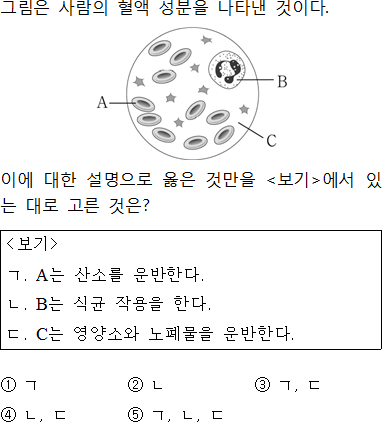 그림은 사람의 혈액 성분을 나타낸 것이다.
A
B
C
이에 대한 설명으로 옳은 것만을 <보기>에서 있
는 대로 고른 것은?
<보기>
ㄱ. A는 산소를 운반한다.
ㄴ. B는 식균 작용을 한다.
ㄷ. C는 영양소와 노폐물을 운반한다.
① ㄱ ② ㄴ ③ ㄱ, ㄷ
④ ㄴ, ㄷ ⑤ ㄱ, ㄴ, ㄷ